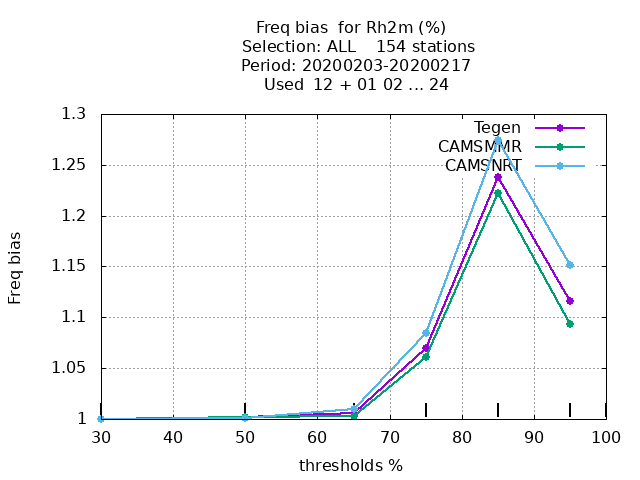 Freq bias  for Rh2m (%)
Selection: ALL    154 stations
Period: 20200203-20200217
Used  12 + 01 02 ... 24
Tegen
CAMSMMR
CAMSNRT
1.3
1.25
1.2
1.15
1.1
1.05
1
Freq bias
30 40 50 60 70 80 90 100
thresholds %